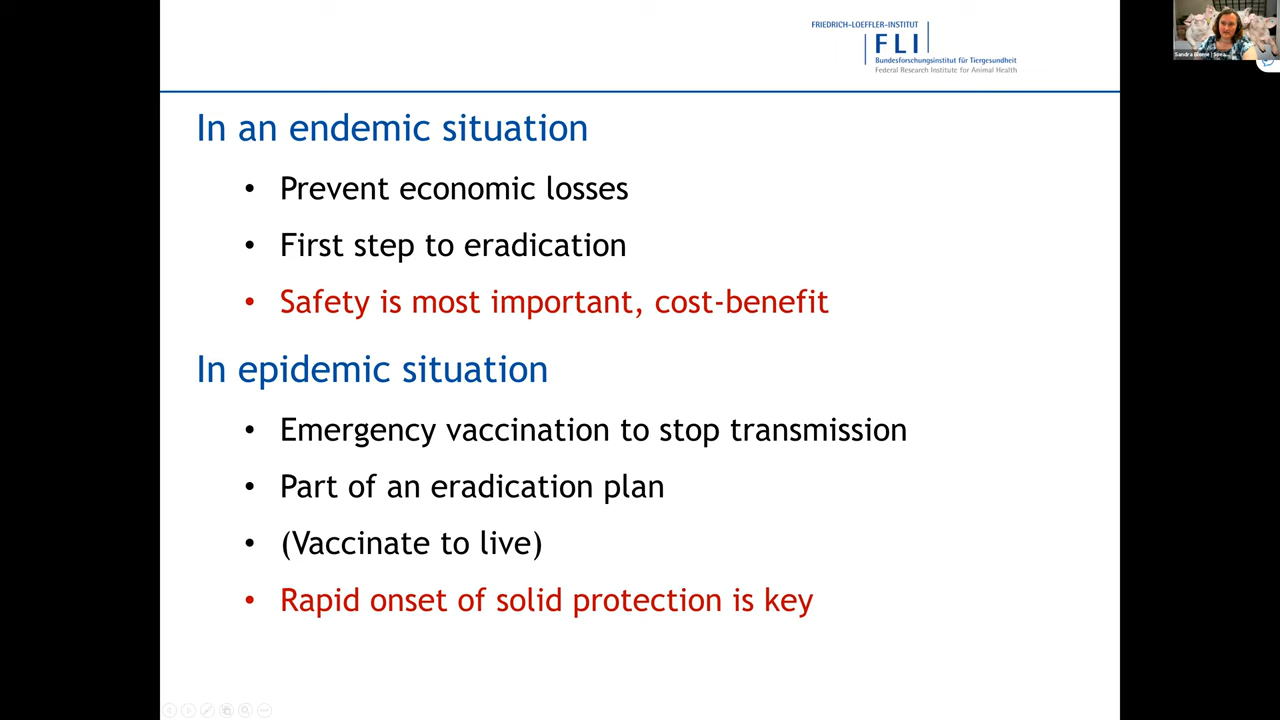 FRIEDRICH-LOEFFLER-INSTITUT
FLI
Bundesforschungsinstitut für Tiergesundheit
Federal Research Institute for Animal Health
In an endemic situation
• Prevent economic losses
• First step to eradication
• Safety is most important, cost-benefit
In epidemic situation
• Emergency vaccination to stop transmission
• Part of an eradication plan
• (Vaccinate to live)
• Rapid onset of solid protection is key
Sandra Blome